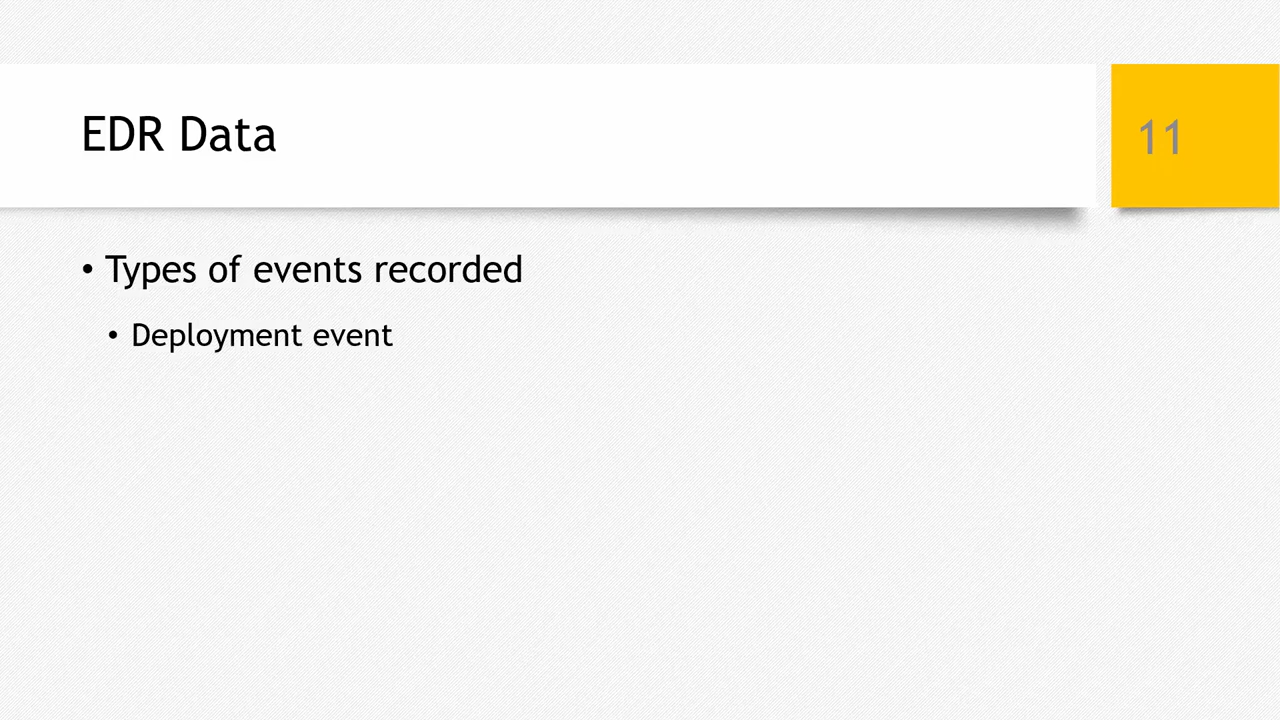 EDR Data
11
• Types of events recorded
• Deployment event